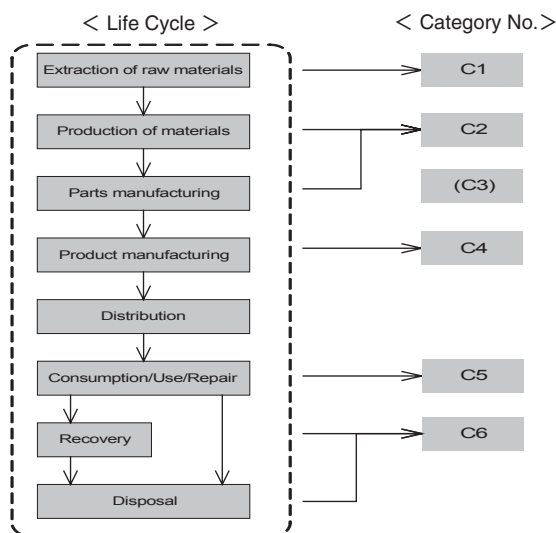 < Life Cycle >
< Category No. >
Extraction of raw materials
C1
Production of materials
C2
Parts manufacturing
(C3)
Product manufacturing
C4
Distribution
Consumption/Use/Repair
C5
Recovery
C6
Disposal